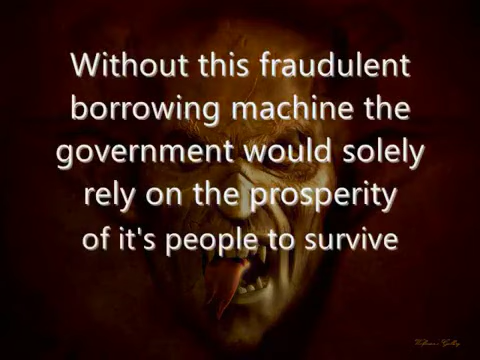 Without this fraudulent
borrowing machine the
government would solely
rely on the prosperity
of it's people to survive